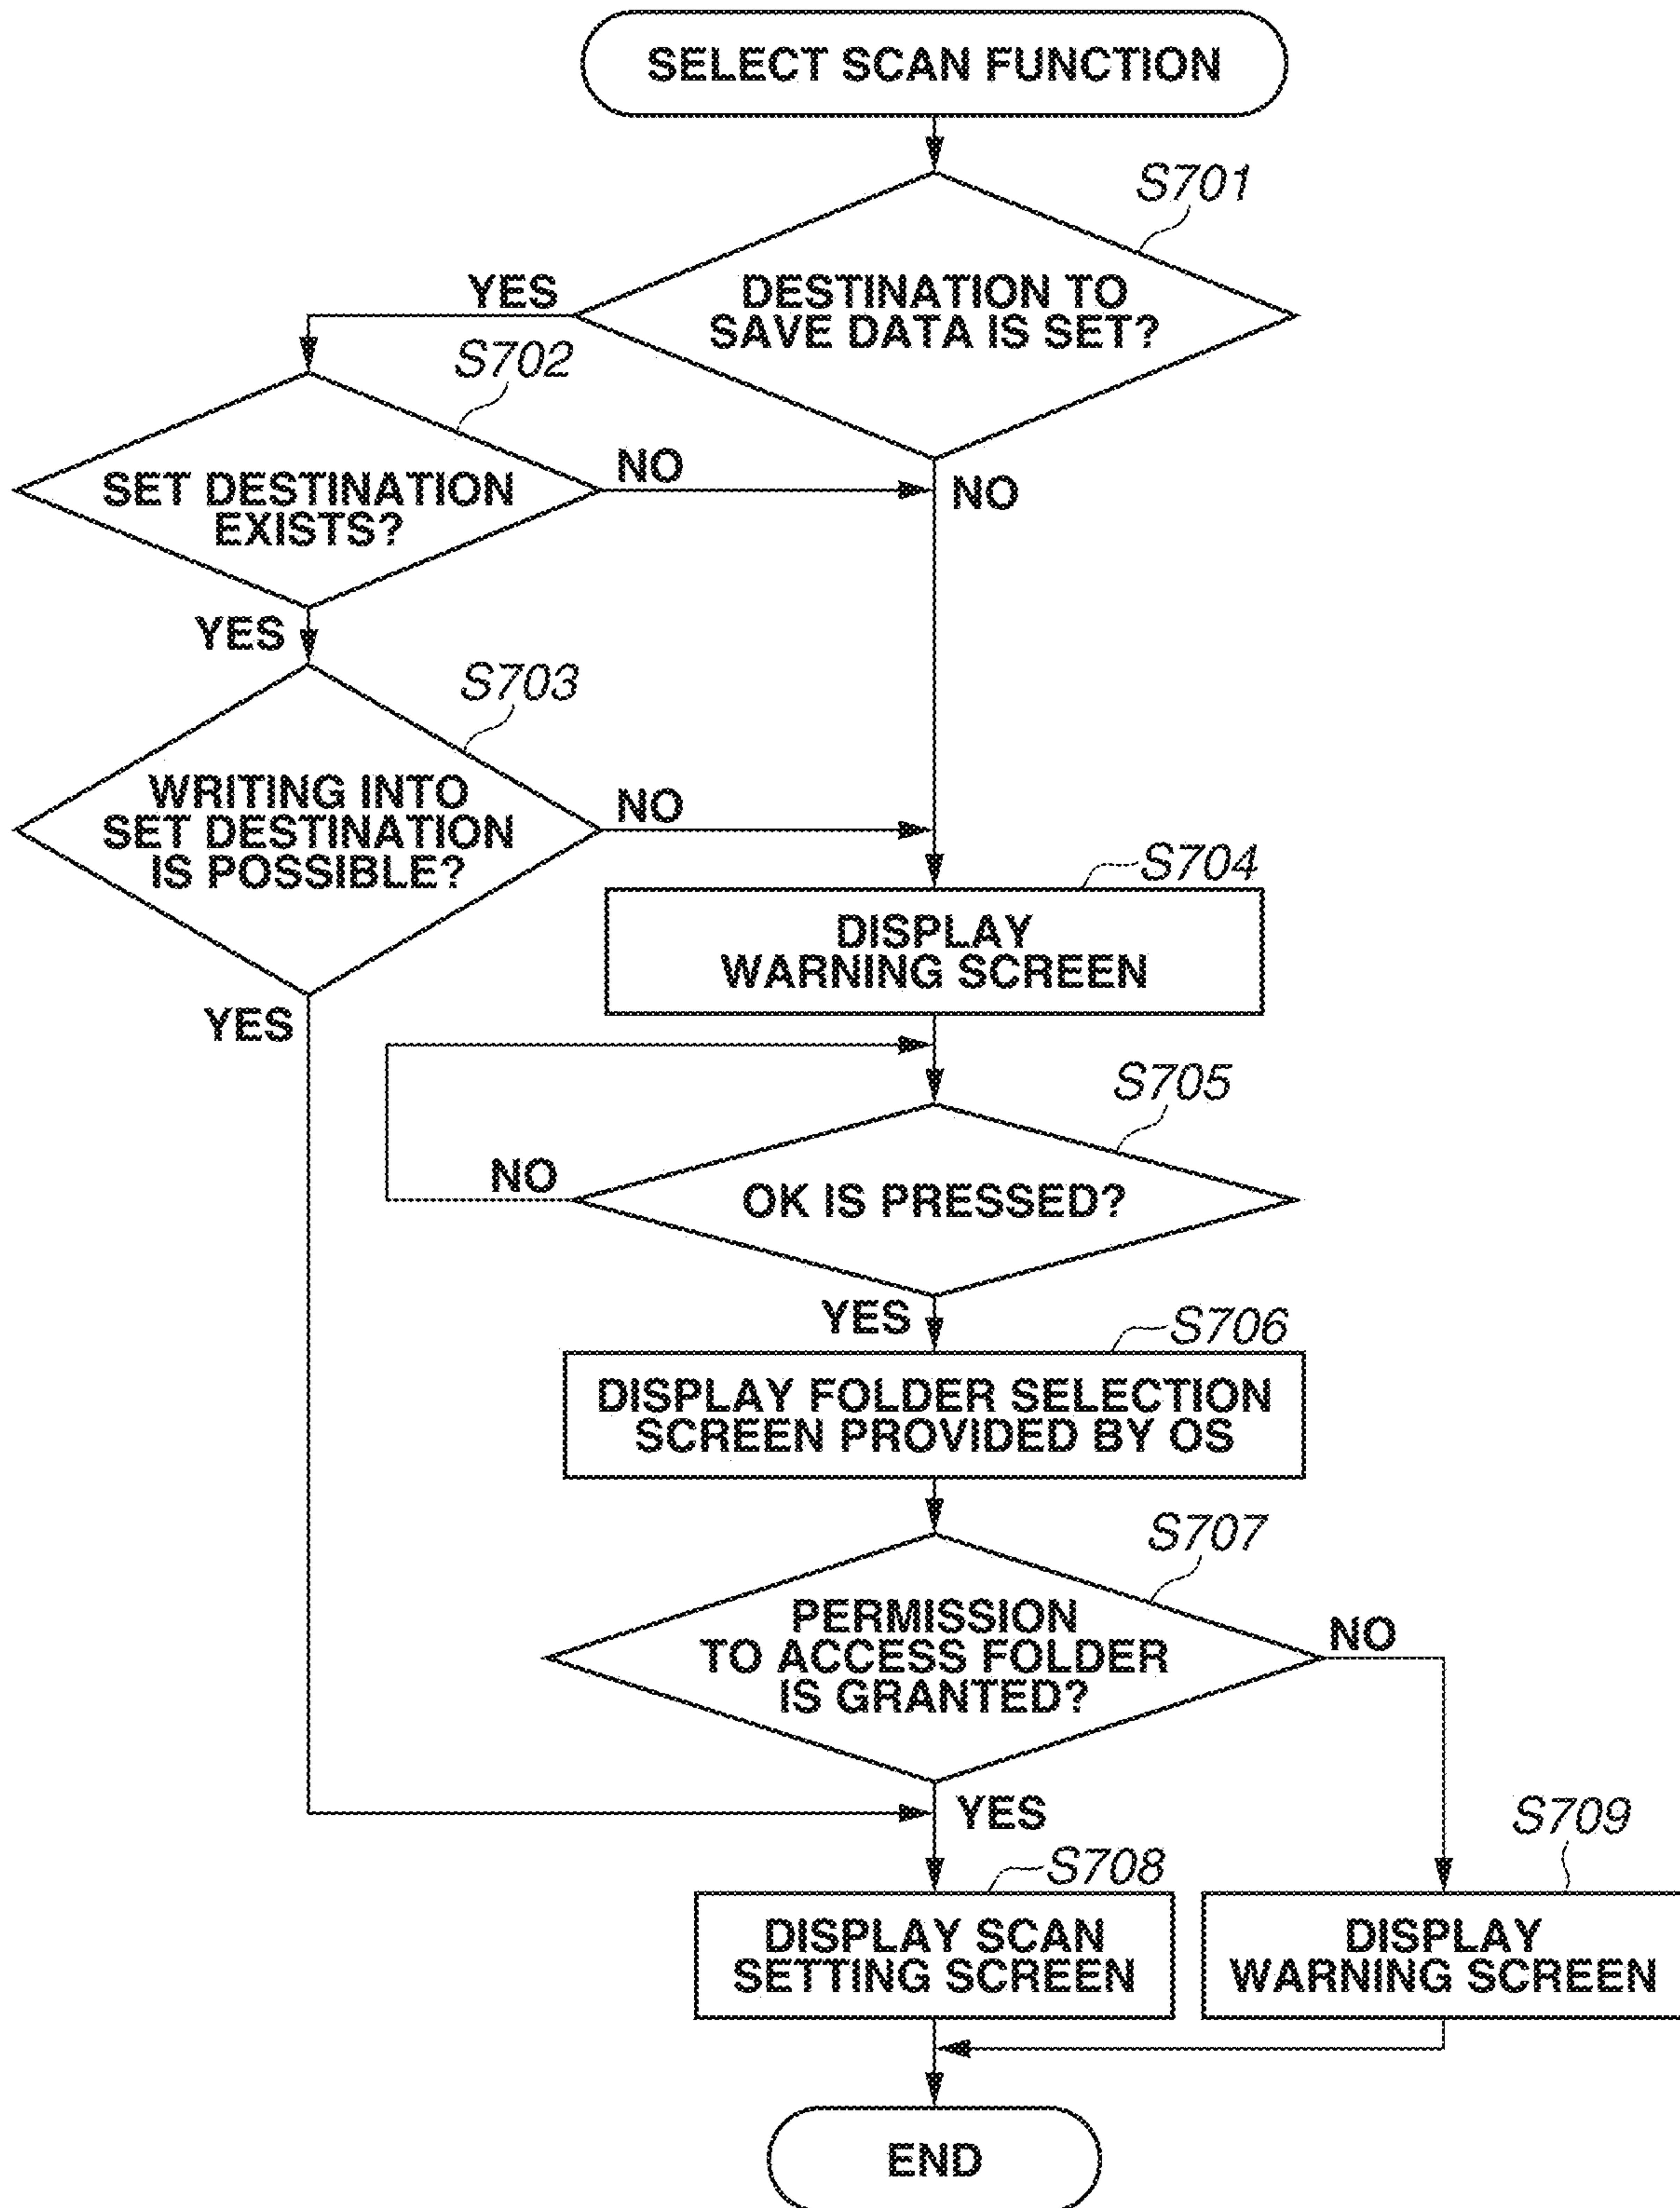 SELECT SCAN FUNCTION
S701
YES
DESTINATION TO
SAVE DATA IS SET?
S702
NO
NO
SET DESTINATION
EXISTS?
YES
S703
WRITING INTO
SET DESTINATION
IS POSSIBLE?
NO
S704
DISPLAY
WARNING SCREEN
YES
S705
NO
OK IS PRESSED?
YES
S706
DISPLAY FOLDER SELECTION
SCREEN PROVIDED BY OS
S707
PERMISSION
TO ACCESS FOLDER
IS GRANTED?
NO
YES
S709
S708
DISPLAY SCAN
SETTING SCREEN
DISPLAY
WARNING SCREEN
END